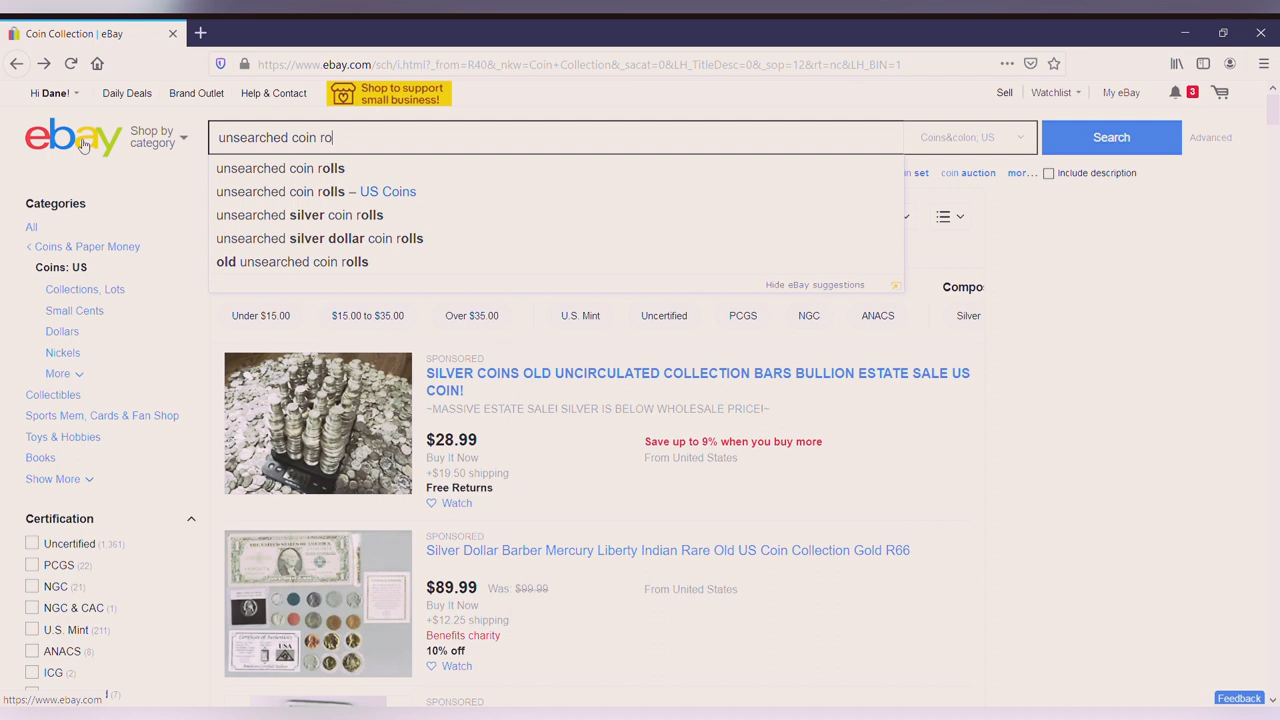 Coin Collection | eBay
https://www.ebay.com/sch/i.html?_from=R40&_nkw=Coin+Collection&_sacat=0&LH_TitleDesc=0&_sop=12&rt=nc&LH_BIN=1
Hi Dane!
Daily Deals
Brand Outlet
Help & Contact
Shop to support
small business!
Sell
Watchlist
My eBay
3
ebay
Shop by
category
unsearched coin ro
Coins&colon; US
Search
Advanced
unsearched coin rolls
unsearched coin rolls – US Coins
unsearched silver coin rolls
unsearched silver dollar coin rolls
old unsearched coin rolls
Hide eBay suggestions
in set
coin auction
mor...
Include description
Categories
All
Coins & Paper Money
Coins: US
Collections, Lots
Small Cents
Dollars
Nickels
More
Collectibles
Sports Mem, Cards & Fan Shop
Toys & Hobbies
Books
Show More
Certification
Uncertified (1,361)
PCGS (22)
NGC (21)
NGC & CAC (1)
U.S. Mint (211)
ANACS (8)
ICG (2)
(7)
https://www.ebay.com
Compo
Under $15.00
$15.00 to $35.00
Over $35.00
U.S. Mint
Uncertified
PCGS
NGC
ANACS
Silver
SPONSORED
SILVER COINS OLD UNCIRCULATED COLLECTION BARS BULLION ESTATE SALE US
COIN!
~MASSIVE ESTATE SALE! SILVER IS BELOW WHOLESALE PRICE!~
$28.99
Buy It Now
+$19.50 shipping
Free Returns
Watch
Save up to 9% when you buy more
From United States
SPONSORED
Silver Dollar Barber Mercury Liberty Indian Rare Old US Coin Collection Gold R66
$89.99
Was: $99.99
Buy It Now
+$12.25 shipping
Benefits charity
10% off
Watch
From United States
SPONSORED
Feedback